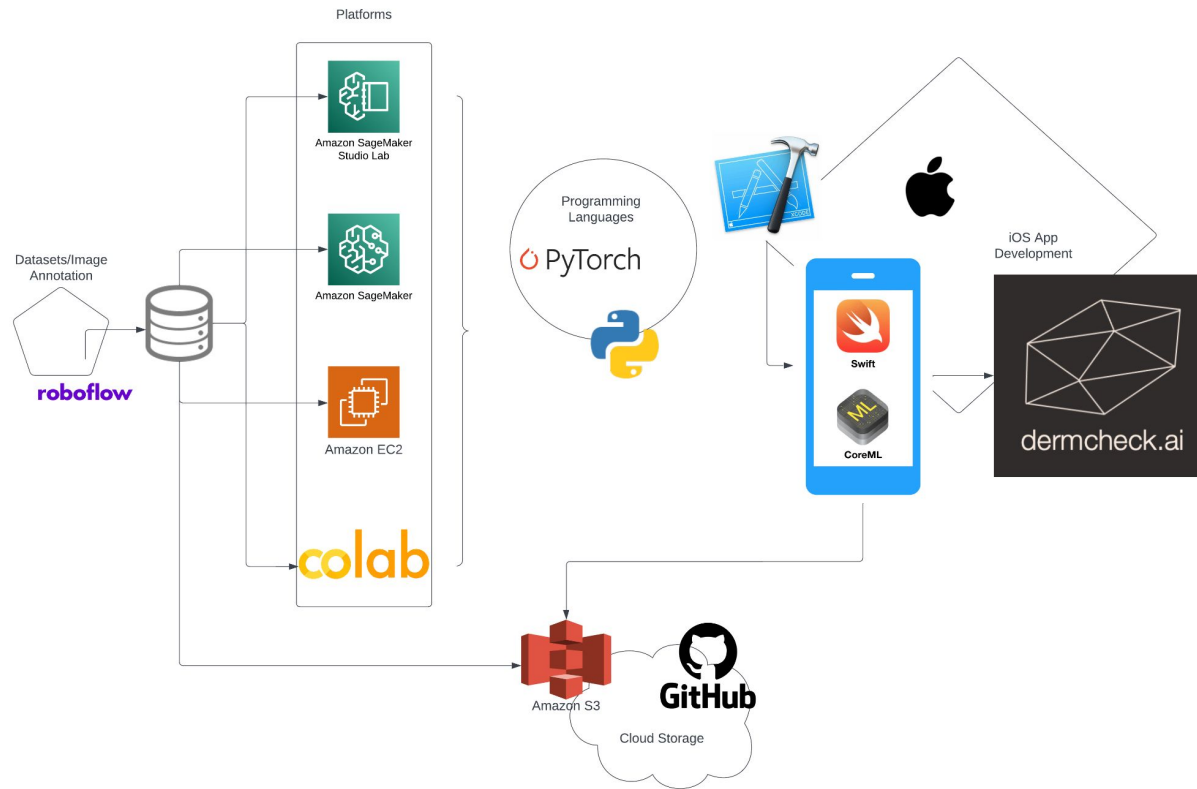 Platforms
Amazon SageMaker
Studio Lab
Amazon SageMaker
Amazon EC2
colab
Datasets/Image
Annotation
roboflow
Programming
Languages
PyTorch
XCODE
iOS App
Development
Swift
ML
CoreML
dermcheck.ai
Amazon S3
GitHub
Cloud Storage